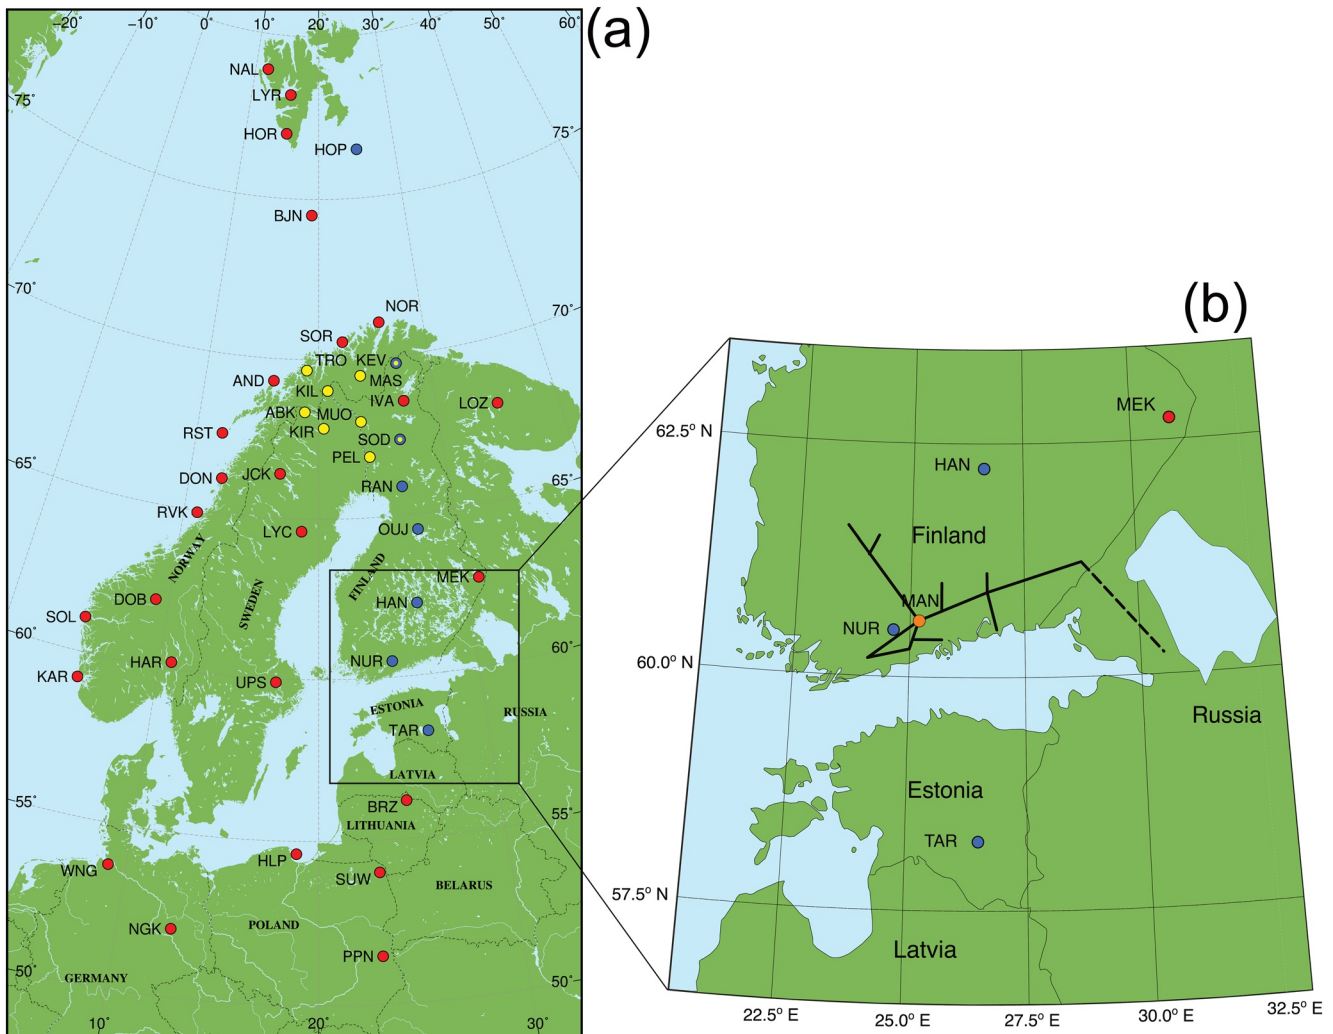 −20° −10° 0° 10° 20° 30° 40° 50° 60°
(a)
NAL
LYR
75°
75°
HOR
HOP
BJN
70°
70°
NOR
SOR
TRO KEV
AND MAS
KIL
IVA
ABK MUO LOZ
RST KIR
SOD
PEL
65°
65°
DON JCK
RAN
RVK
LYC OUJ
NORWAY
FINLAND
MEK
SWEDEN
DOB HAN
SOL
60°
60°
HAR NUR
KAR UPS
ESTONIA RUSSIA
TAR
LATVIA
55°
55°
BRZ
LITHUANIA
HLP
WNG SUW
BELARUS
NGK POLAND
PPN
50°
50°
GERMANY
10° 20° 30°
(b)
MEK
62.5° N
HAN
Finland
MAN
NUR
60.0° N
Russia
Estonia
TAR
57.5° N
Latvia
22.5° E 25.0° E 27.5° E 30.0° E 32.5° E